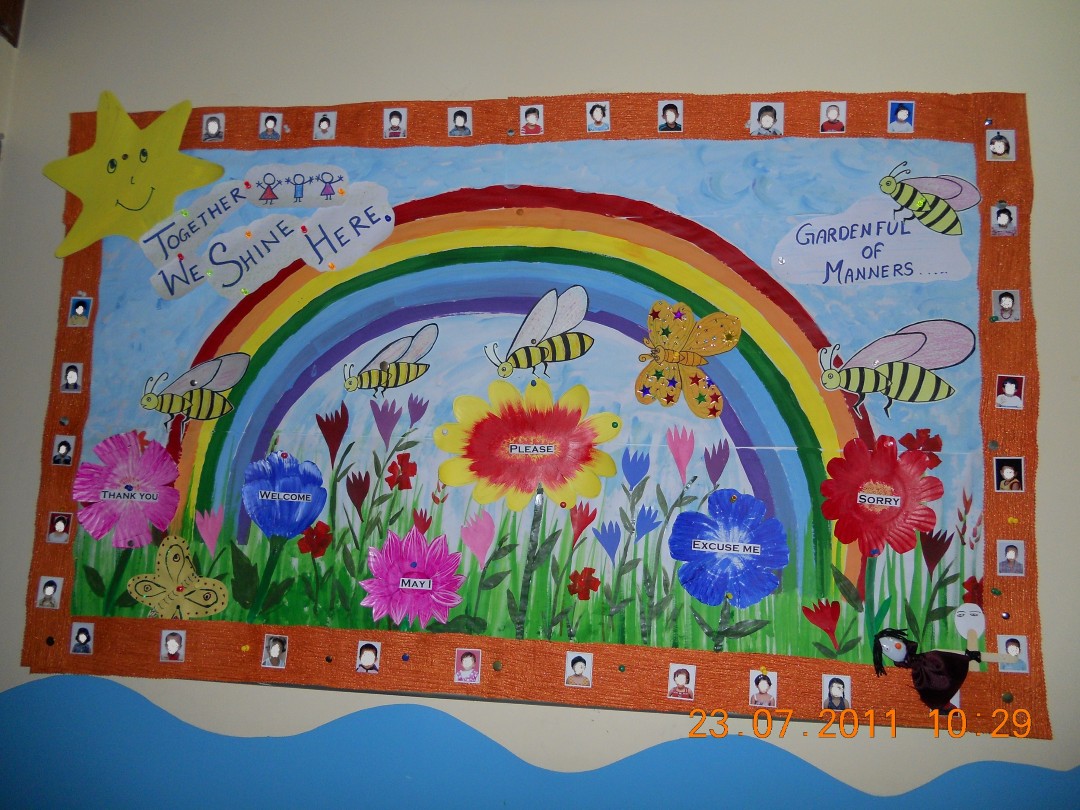 TOGETHER
WE SHINE HERE.
GARDENFUL
OF
MANNERS.....
PLEASE
THANK YOU
WELCOME
SORRY
EXCUSE ME
MAY I
23.07.2011 10:29